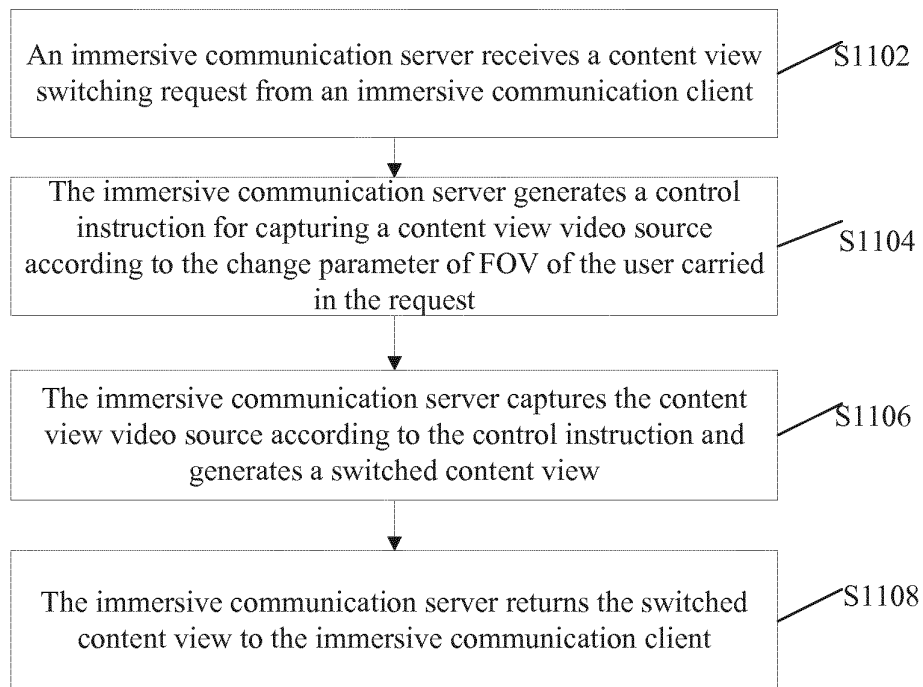 An immersive communication server receives a content view
switching request from an immersive communication client
S1102
The immersive communication server generates a control
instruction for capturing a content view video source
according to the change parameter of FOV of the user carried
in the request
S1104
The immersive communication server captures the content
view video source according to the control instruction and
generates a switched content view
S1106
The immersive communication server returns the switched
content view to the immersive communication client
S1108